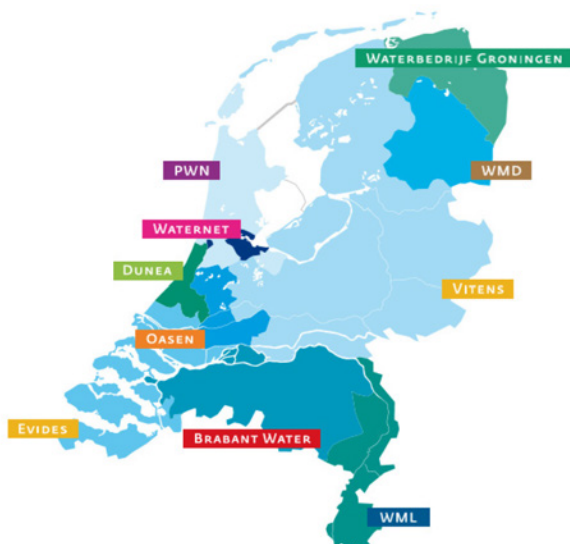 WATERBEDRIJF GRONINGEN
PWN
WMD
WATERNET
DUNEA
VITENS
OASEN
EVIDES
BRABANT WATER
WML